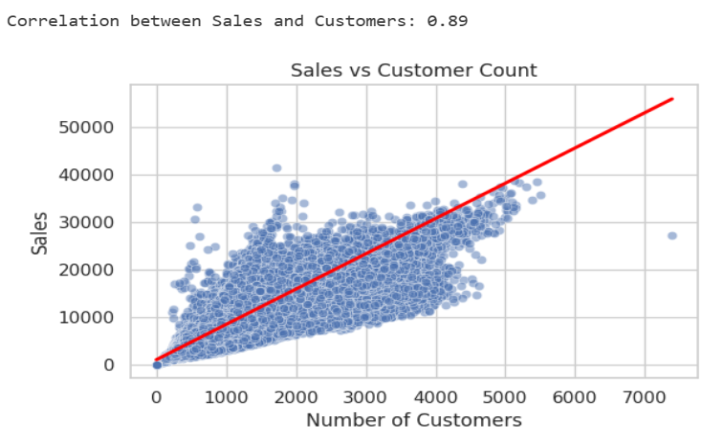 Correlation between Sales and Customers: 0.89
Sales vs Customer Count
50000
40000
30000
20000
10000
0
Sales
0 1000 2000 3000 4000 5000 6000 7000
Number of Customers